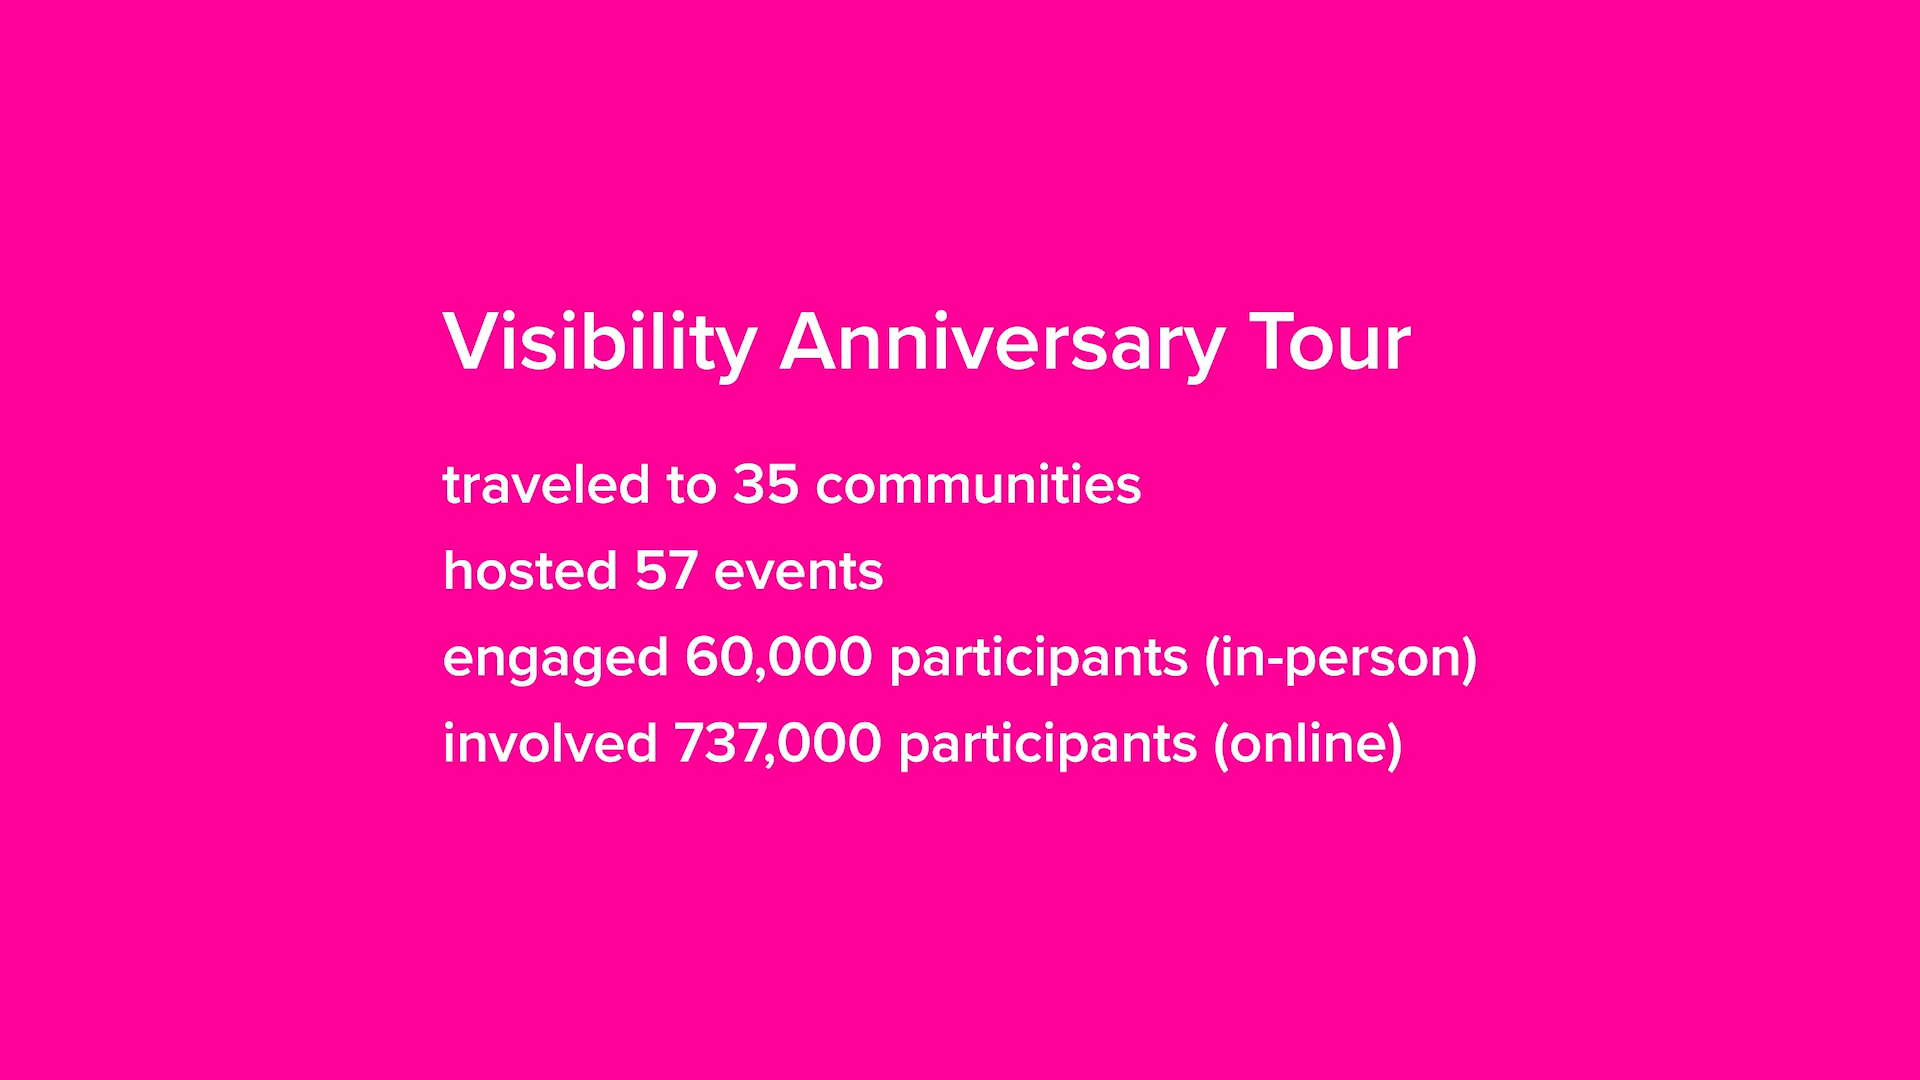 Visibility Anniversary Tour
traveled to 35 communities
hosted 57 events
engaged 60,000 participants (in-person)
involved 737,000 participants (online)